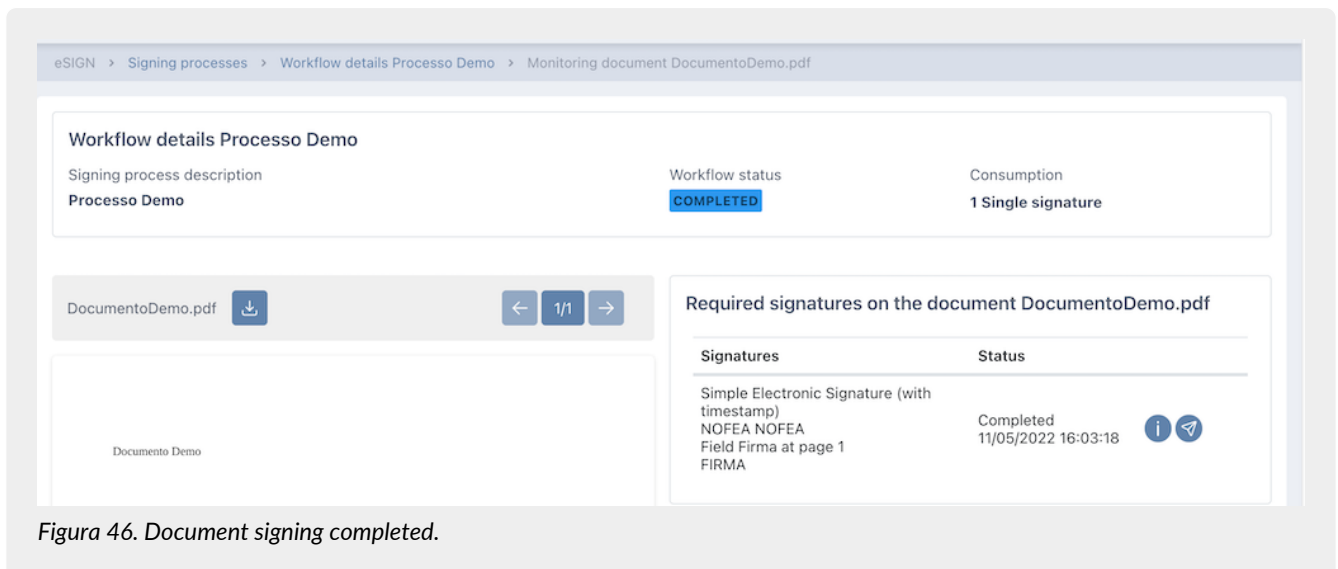 eSIGN > Signing processes > Workflow details Processo Demo > Monitoring document DocumentoDemo.pdf
Workflow details Processo Demo
Signing process description
Processo Demo
Workflow status
COMPLETED
Consumption
1 Single signature
DocumentoDemo.pdf
1/1
Documento Demo
Required signatures on the document DocumentoDemo.pdf
Signatures Status
Simple Electronic Signature (with
timestamp)
NOFEA NOFEA
Field Firma at page 1
FIRMA
Completed
11/05/2022 16:03:18
Figura 46. Document signing completed.